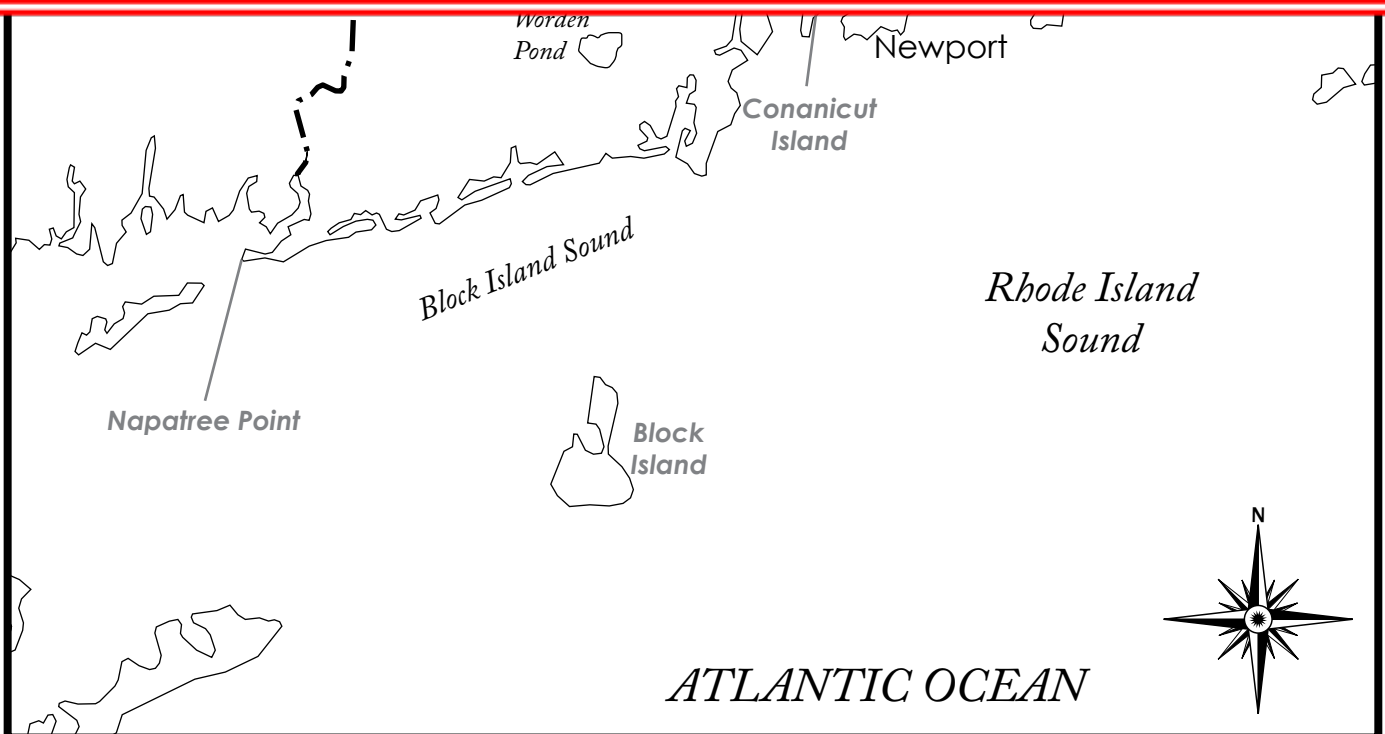 Worden
Pond
Newport
Conanicut
Island
Block Island Sound
Rhode Island
Sound
Napatree Point
Block
Island
N
ATLANTIC OCEAN